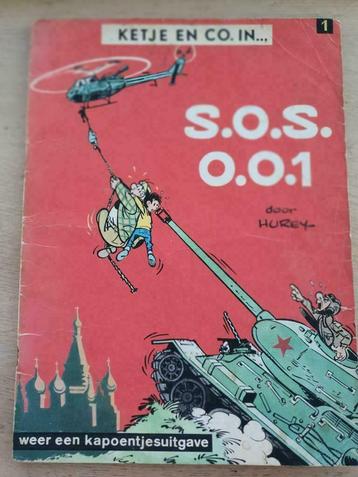 KETJE EN CO. IN...
1
S.O.S.
0.0.1
door
HUREY
weer een kapoentjesuitgave